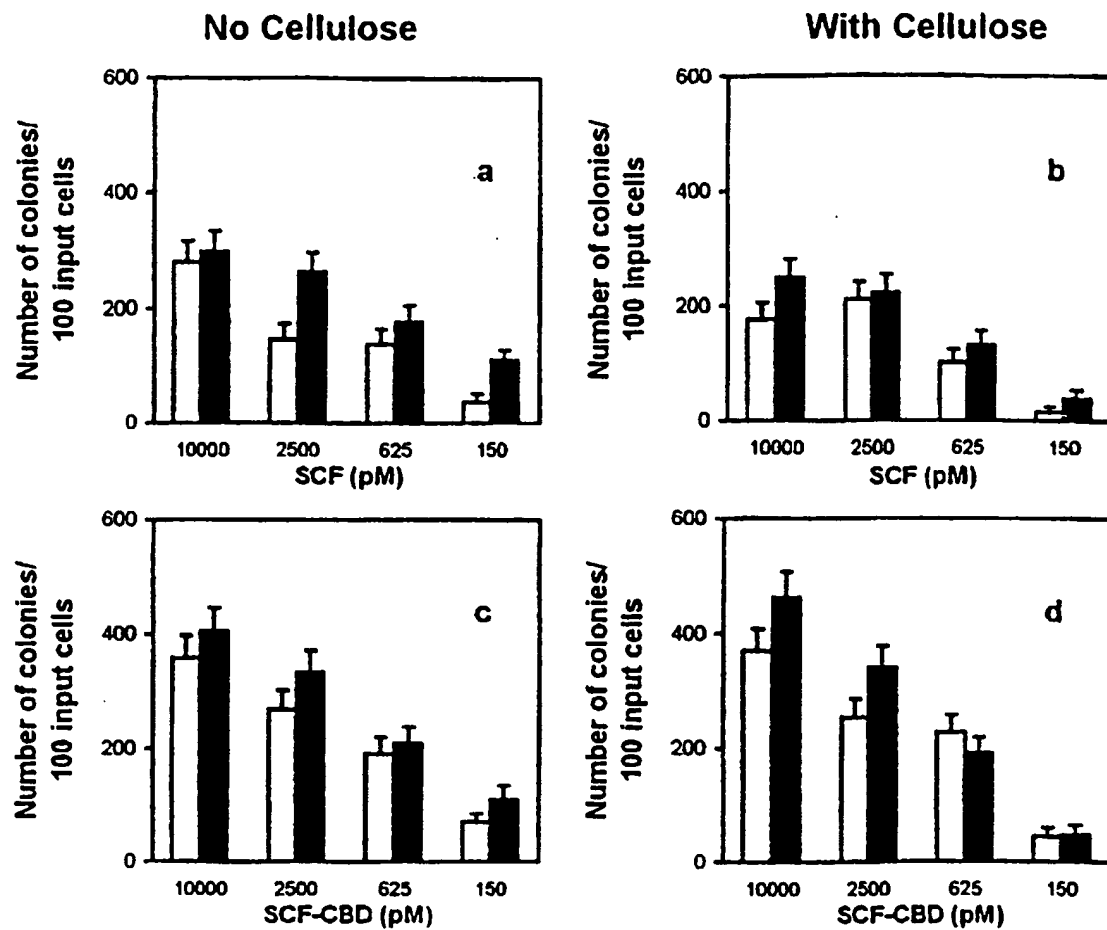 No Cellulose
With Cellulose
Number of colonies/
100 input cells
600
400
200
0
a
10000 2500 625 150
SCF (pM)
Number of colonies/
100 input cells
600
400
200
0
b
10000 2500 625 150
SCF (pM)
Number of colonies/
100 input cells
600
400
200
0
c
10000 2500 625 150
SCF-CBD (pM)
Number of colonies/
100 input cells
600
400
200
0
d
10000 2500 625 150
SCF-CBD (pM)